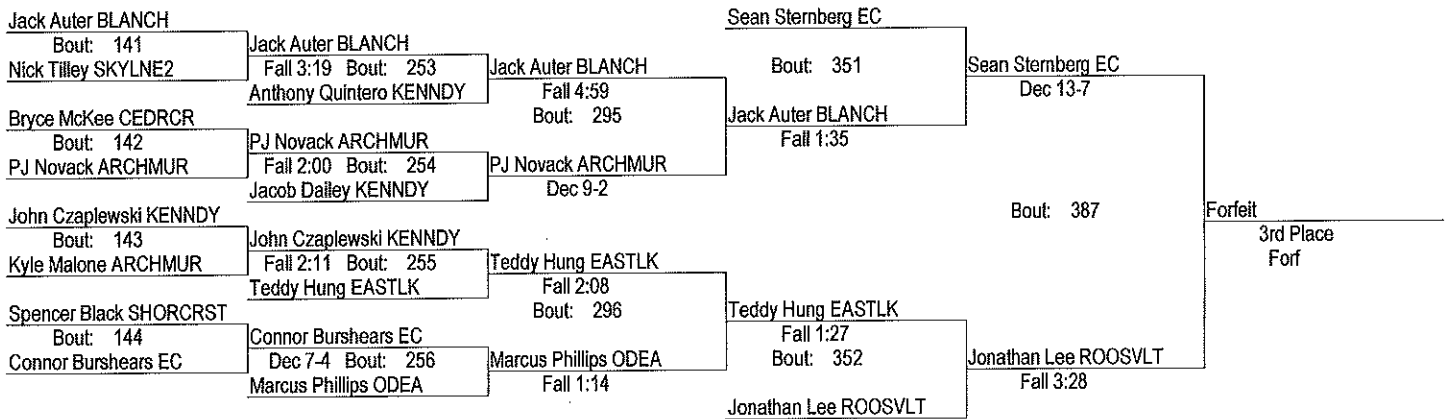 Jack Auter BLANCH
Bout: 141
Nick Tilley SKYLNE2
Bryce McKee CEDRCR
Bout: 142
PJ Novack ARCHMUR
John Czaplewski KENNDY
Bout: 143
Kyle Malone ARCHMUR
Spencer Black SHORCRST
Bout: 144
Connor Burshears EC
Jack Auter BLANCH
Fall 3:19 Bout: 253
Anthony Quintero KENNDY
PJ Novack ARCHMUR
Fall 2:00 Bout: 254
Jacob Dailey KENNDY
John Czaplewski KENNDY
Fall 2:11 Bout: 255
Teddy Hung EASTLK
Connor Burshears EC
Dec 7-4 Bout: 256
Marcus Phillips ODEA
Jack Auter BLANCH
Fall 4:59
Bout: 295
PJ Novack ARCHMUR
Dec 9-2
Teddy Hung EASTLK
Fall 2:08
Bout: 296
Marcus Phillips ODEA
Fall 1:14
Sean Sternberg EC
Bout: 351
Jack Auter BLANCH
Fall 1:35
Teddy Hung EASTLK
Fall 1:27
Bout: 352
Jonathan Lee ROOSVLT
Sean Sternberg EC
Dec 13-7
Bout: 387
Jonathan Lee ROOSVLT
Fall 3:28
Forfeit
3rd Place
Forf